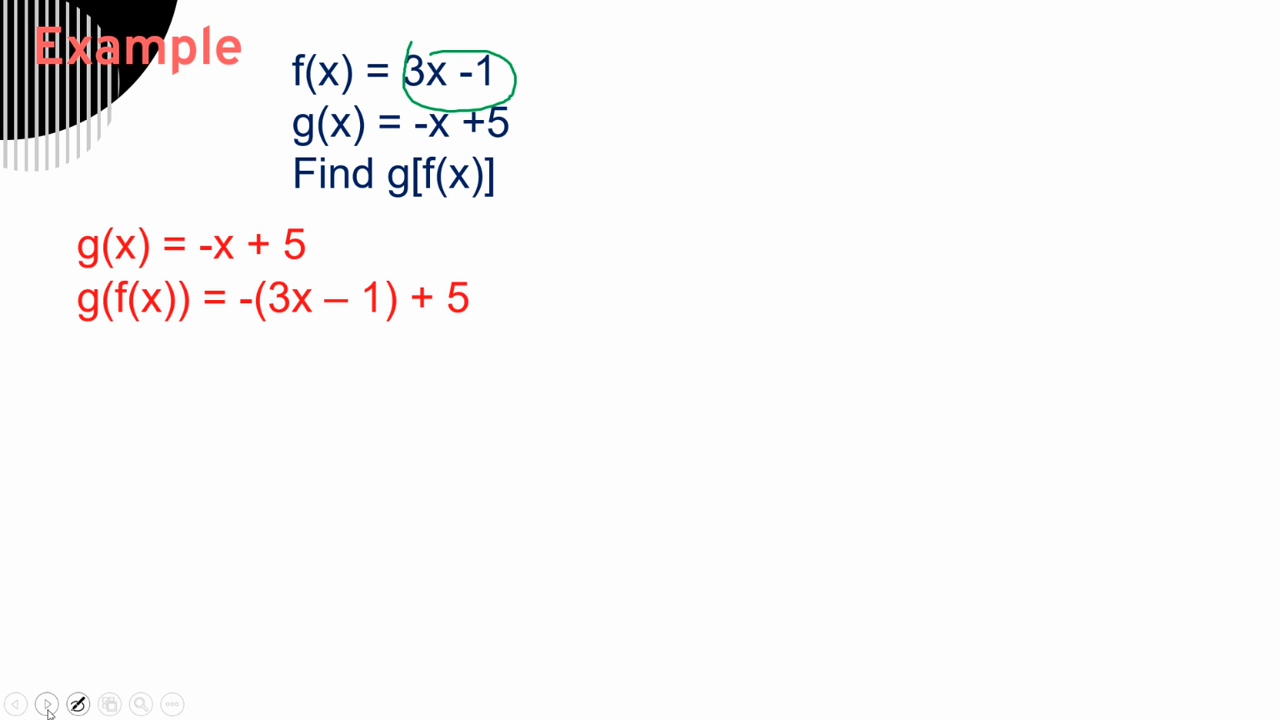 Example
f(x) = 3x -1
g(x) = -x +5
Find g[f(x)]
g(x) = -x + 5
g(f(x)) = -(3x – 1) + 5